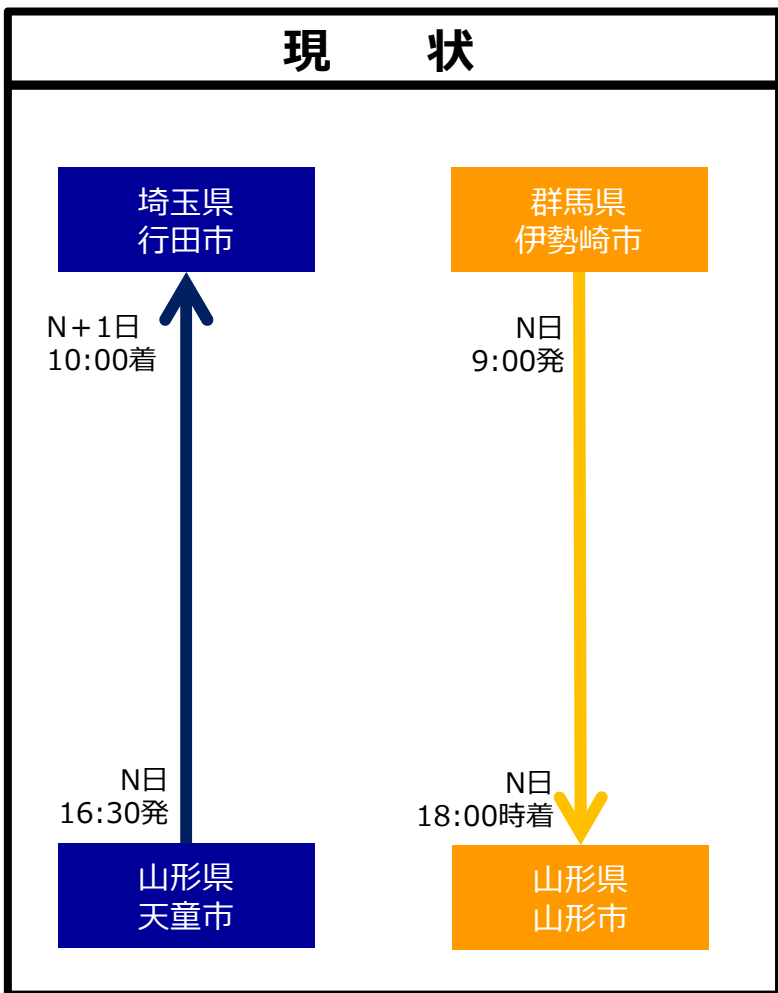 現　状
埼玉県
行田市
群馬県
伊勢崎市
N＋1日
10:00着
N日
9:00発
N日
16:30発
N日
18:00時着
山形県
天童市
山形県
山形市